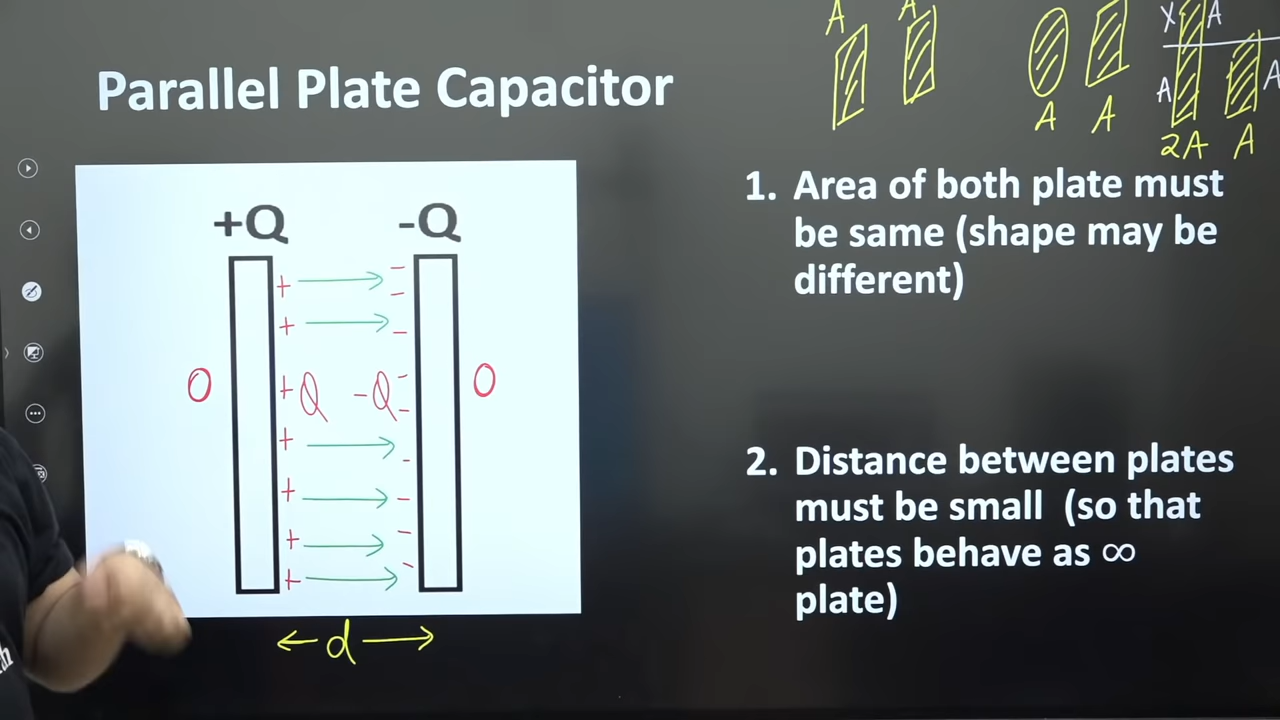 A A
X A
A A
A A 2A A
Parallel Plate Capacitor
1. Area of both plate must
be same (shape may be
different)
+Q -Q
+ -
+ -
+ -
0 +Q -Q 0
+ -
+ -
+ -
+ -
← d →
2. Distance between plates
must be small (so that
plates behave as ∞
plate)